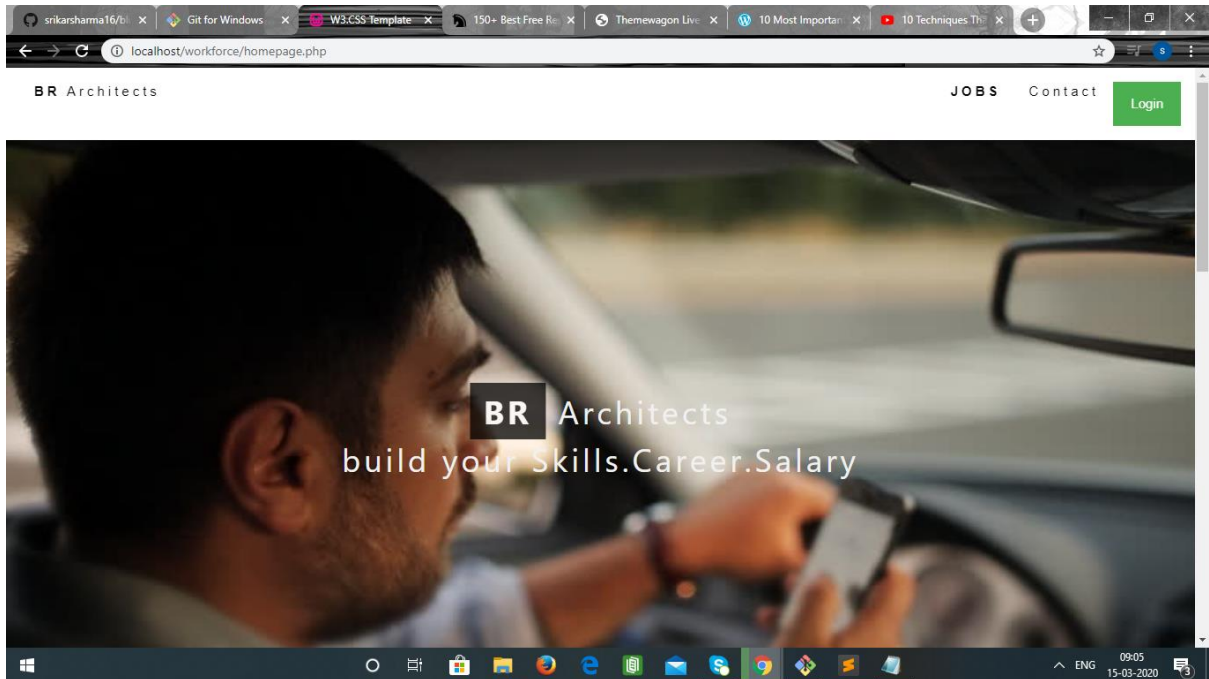 srikarsharma16/bl
Git for Windows
W3.CSS Template
150+ Best Free Re
Themewagon Live
10 Most Importan
10 Techniques Th
localhost/workforce/homepage.php
S
BR Architects
JOBS
Contact
Login
BR Architects
build your Skills.Career.Salary
ENG
09:05
15-03-2020
3